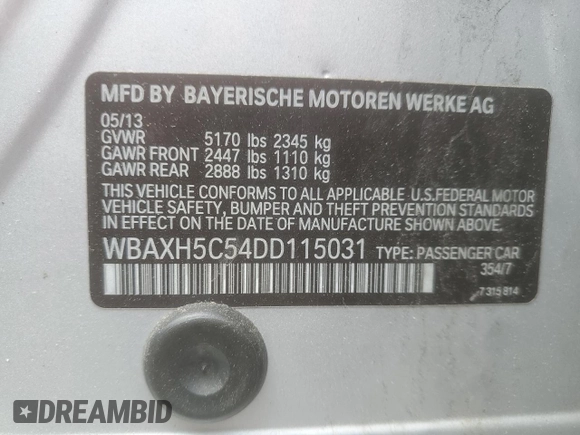 MFD BY BAYERISCHE MOTOREN WERKE AG
05/13
GVWR 5170 lbs 2345 kg
GAWR FRONT 2447 lbs 1110 kg
GAWR REAR 2888 lbs 1310 kg
THIS VEHICLE CONFORMS TO ALL APPLICABLE U.S.FEDERAL MOTOR
VEHICLE SAFETY, BUMPER AND THEFT PREVENTION STANDARDS
IN EFFECT ON THE DATE OF MANUFACTURE SHOWN ABOVE.
WBAXH5C54DD115031 TYPE: PASSENGER CAR
354/7
7 315 814
DREAMBID